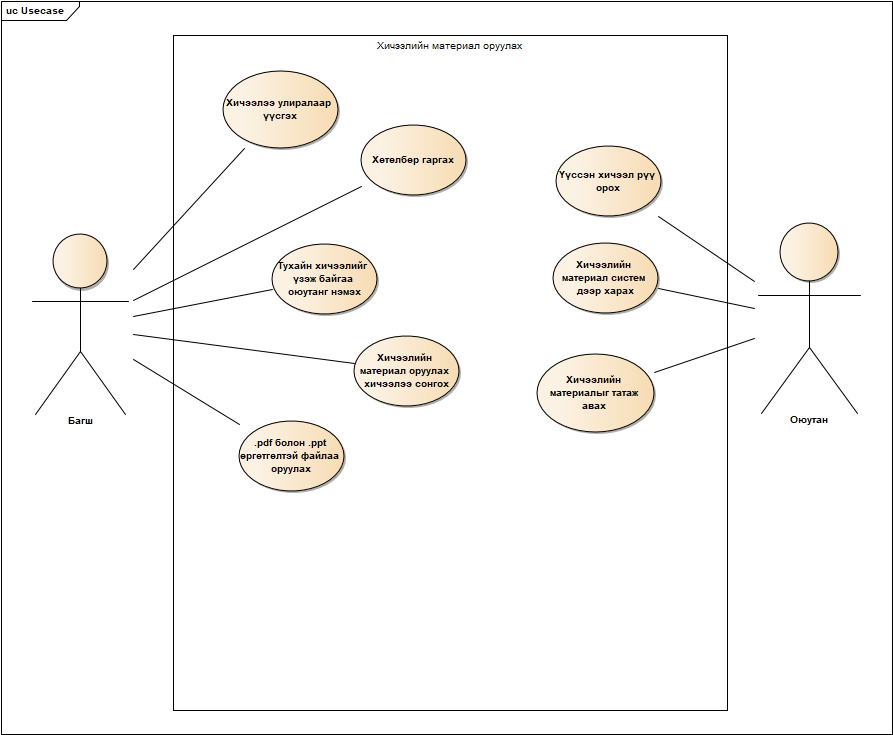 uc Usecase
Хичээлийн материал оруулах
Хичээлээ улиралаар
үүсгэх
Хөтөлбөр гаргах
Үүссэн хичээл рүү
орох
Тухайн хичээлийг
үзэж байгаа
оюутанг нэмэх
Хичээлийн
материал систем
дээр харах
Хичээлийн
материал оруулах
хичээлээ сонгох
Хичээлийн
материалыг татаж
авах
Багш
Оюутан
.pdf болон .ppt
өргөтгөлтэй файлаа
оруулах